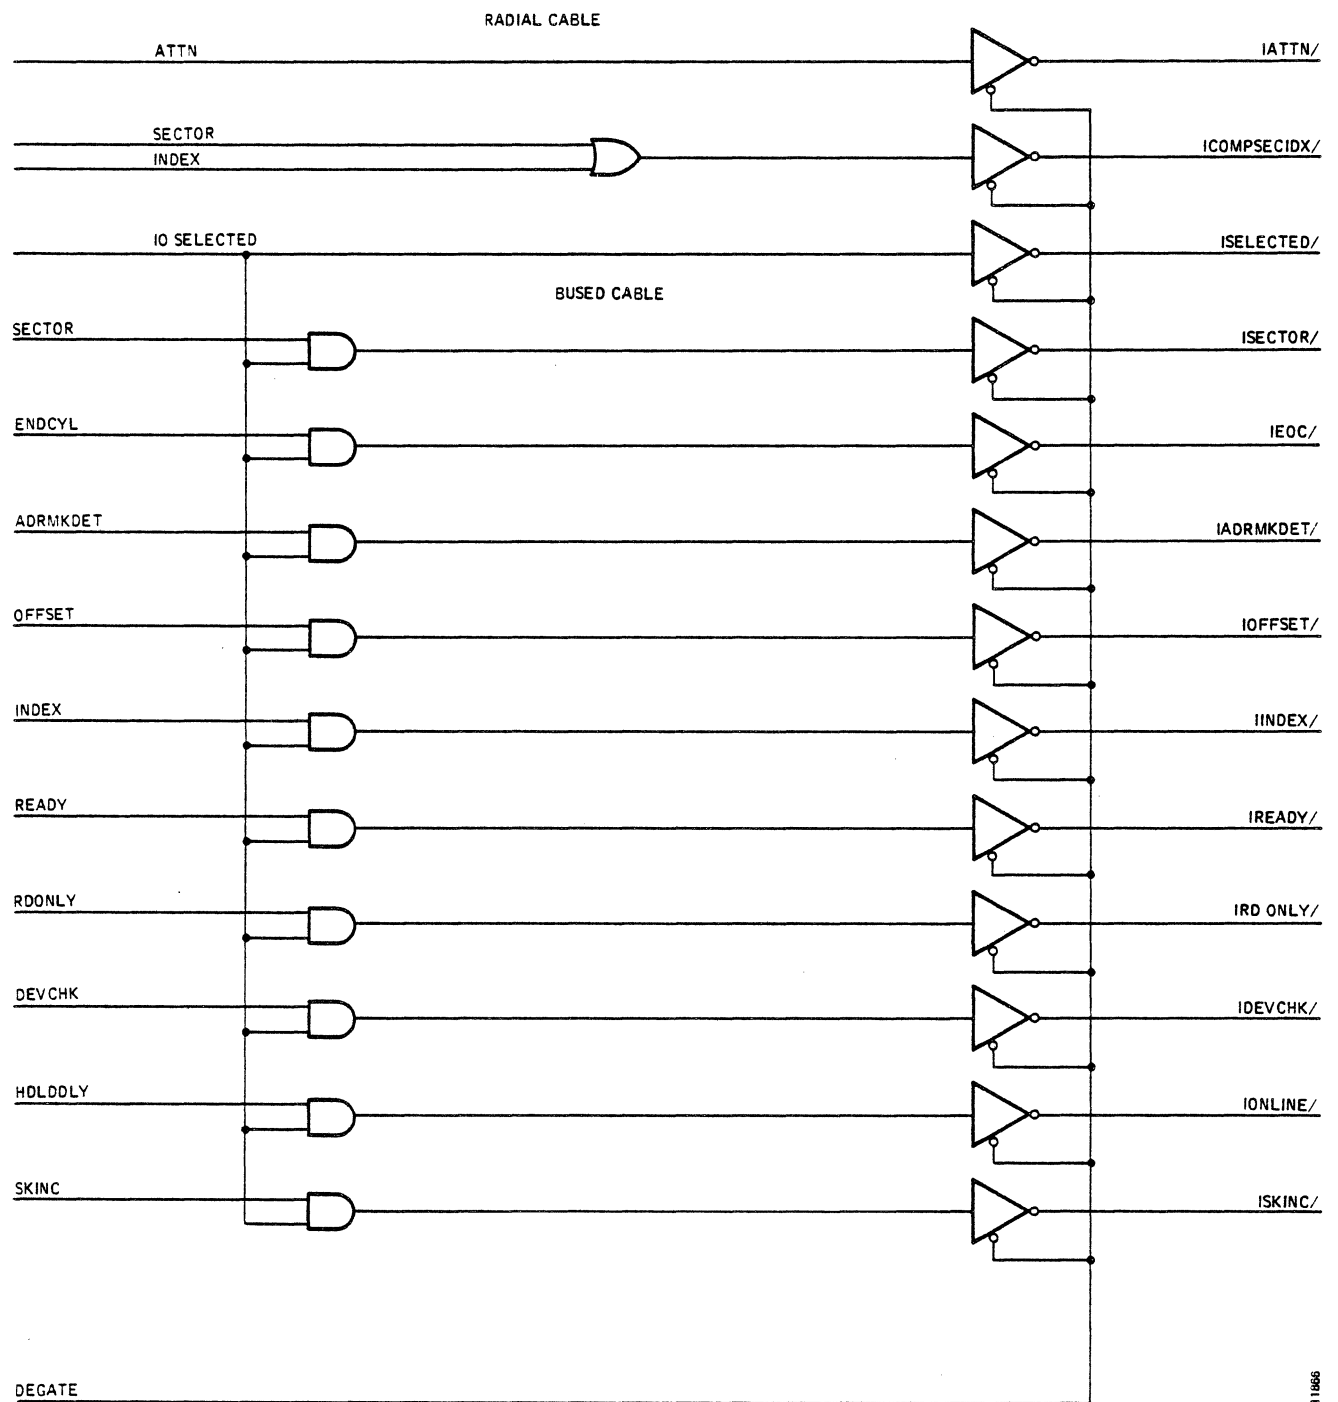 RADIAL CABLE
ATTN
IATTN/
SECTOR
INDEX
ICOMPSECIDX/
IO SELECTED
ISELECTED/
BUSED CABLE
SECTOR
ISECTOR/
ENDCYL
IEOC/
ADRMKDET
IADRMKDET/
OFFSET
IOFFSET/
INDEX
IINDEX/
READY
IREADY/
RDONLY
IRD ONLY/
DEVCHK
IDEVCHK/
HDLDDLY
IONLINE/
SKINC
ISKINC/
DEGATE
11866